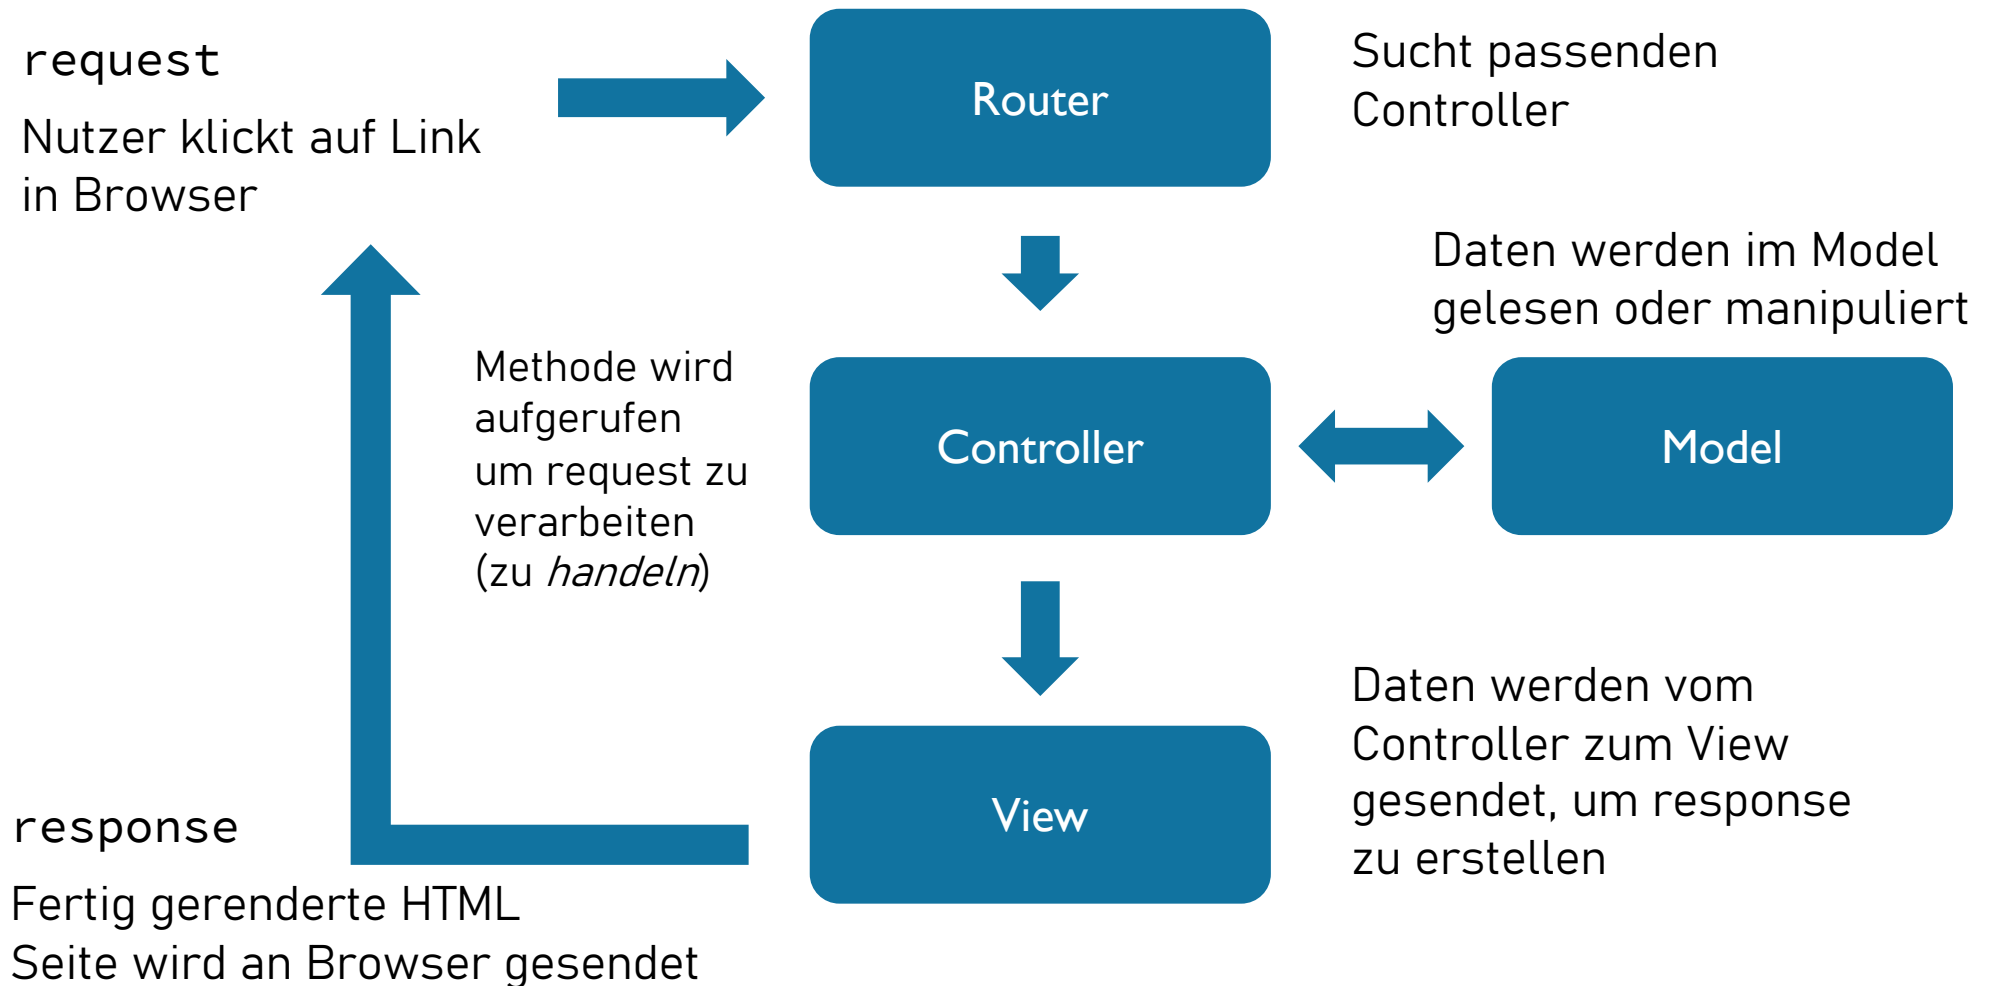 request
Nutzer klickt auf Link
in Browser
Router
Sucht passenden
Controller
Daten werden im Model
gelesen oder manipuliert
Methode wird
aufgerufen
um request zu
verarbeiten
(zu handeln)
Controller
Model
View
Daten werden vom
Controller zum View
gesendet, um response
zu erstellen
response
Fertig gerenderte HTML
Seite wird an Browser gesendet